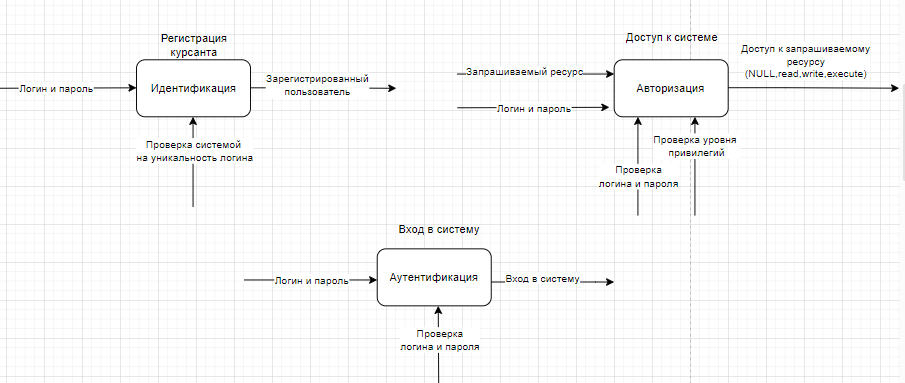 Регистрация
курсанта
Логин и пароль
Идентификация
Зарегистрированный
пользователь
Проверка системой
на уникальность логина
Доступ к системе
Запрашиваемый ресурс
Логин и пароль
Авторизация
Доступ к запрашиваемому
ресурсу
(NULL,read,write,execute)
Проверка уровня
привилегий
Проверка
логина и пароля
Вход в систему
Логин и пароль
Аутентификация
Вход в систему
Проверка
логина и пароля